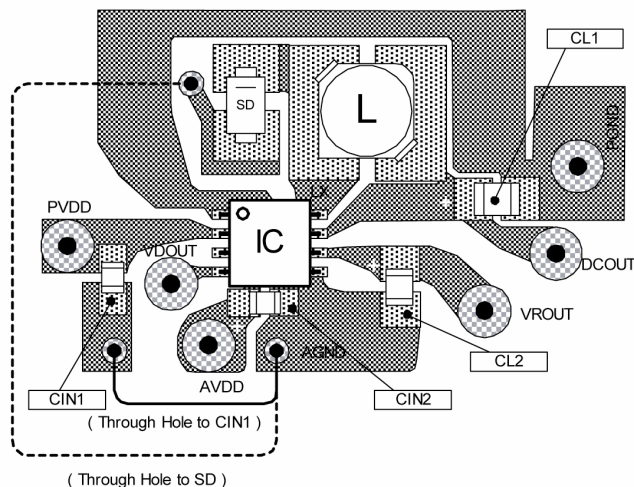 CL1
SD
L
PGND
LX
PVDD
VDOUT
IC
DCOUT
VROUT
CL2
AGND
AVDD
CIN1
CIN2
( Through Hole to CIN1 )
( Through Hole to SD )